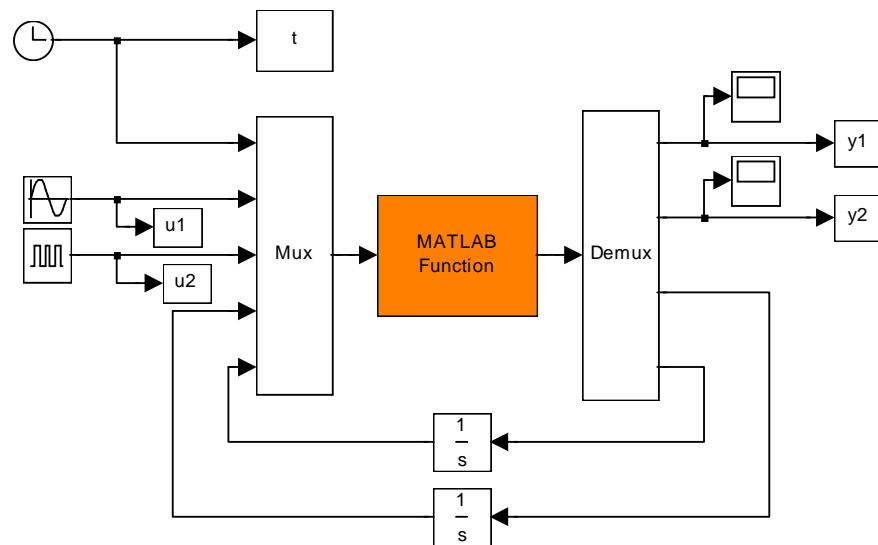 t
y1
y2
u1
u2
Mux
MATLAB
Function
Demux
1
s
1
s